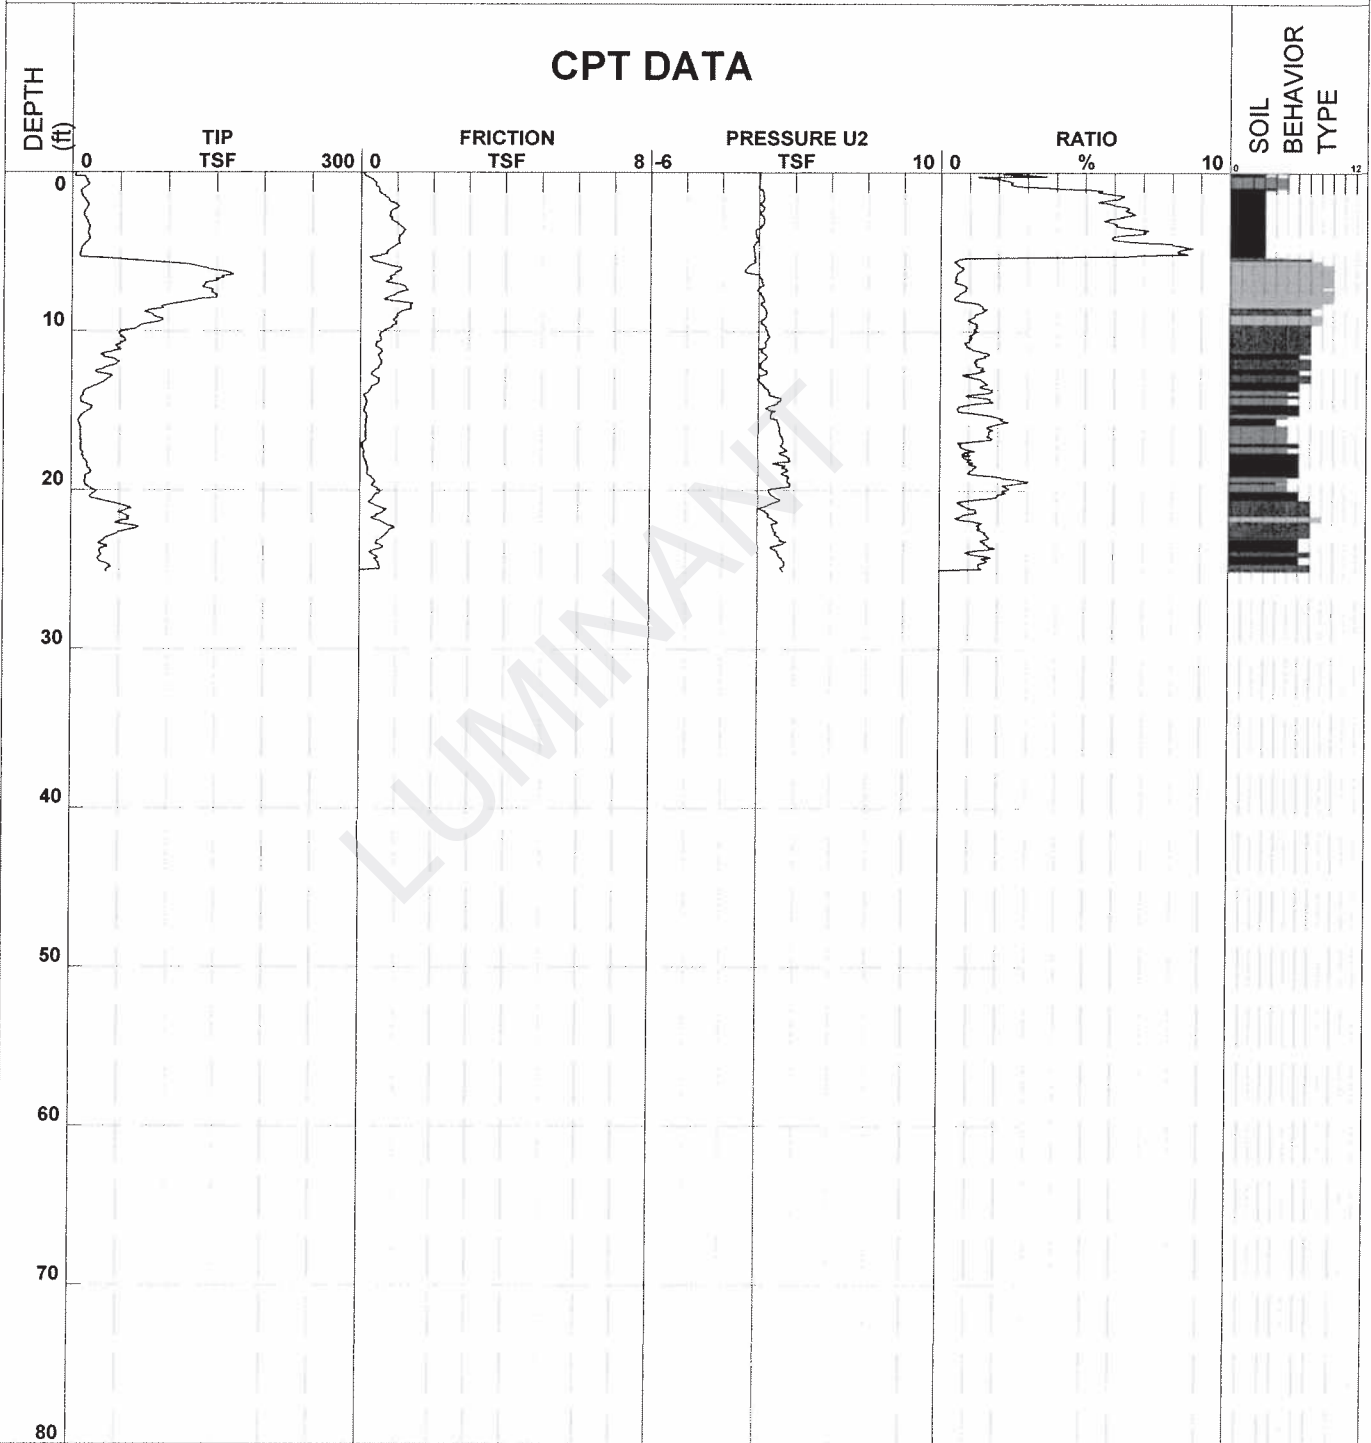 CPT DATA
DEPTH
(ft)
TIP
TSF
0
300
FRICTION
TSF
0
8
PRESSURE U2
TSF
-6
10
RATIO
%
0
10
SOIL
BEHAVIOR
TYPE
0
12
0
10
20
30
40
50
60
70
80
LUMINANT